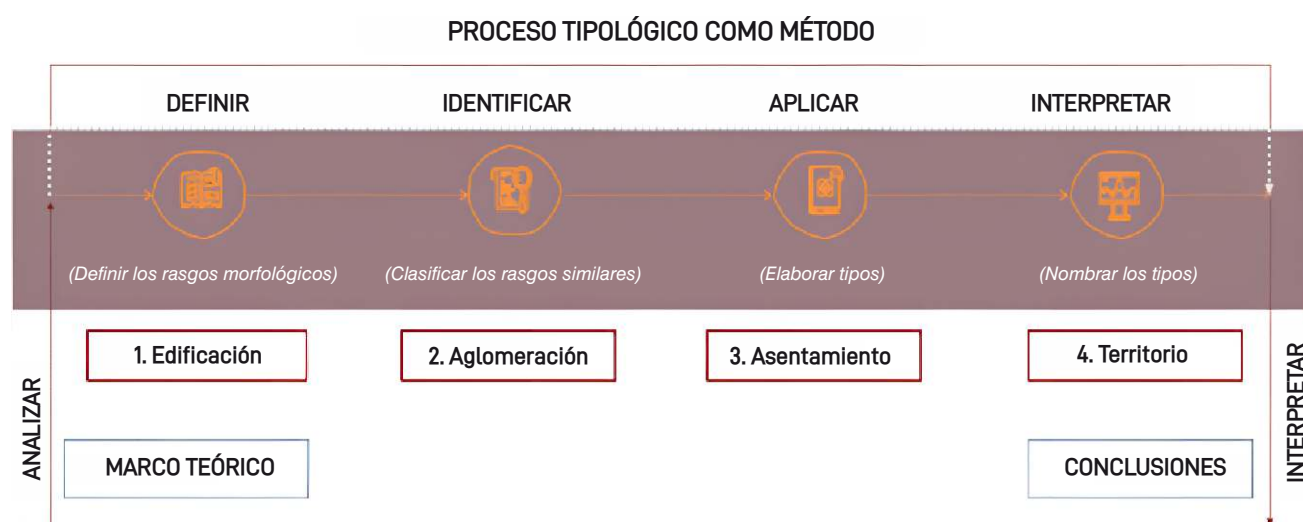 PROCESO TIPOLÓGICO COMO MÉTODO
DEFINIR
IDENTIFICAR
APLICAR
INTERPRETAR
(Definir los rasgos morfológicos)
(Clasificar los rasgos similares)
(Elaborar tipos)
(Nombrar los tipos)
1. Edificación
2. Aglomeración
3. Asentamiento
4. Territorio
ANALIZAR
INTERPRETAR
MARCO TEÓRICO
CONCLUSIONES